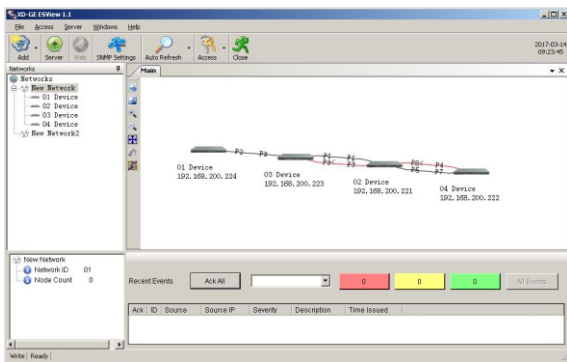 XD-GE ESView 1.1
File Access Server Windows Help
Add Server Web SNMP Settings Auto Refresh Access Close
2017-03-14
09:23:45
Networks
Main
Networks
New Network
01 Device
02 Device
03 Device
04 Device
New Network2
P2 P3
P1 P1
P3< P3
P8< P4
P5 P7
01 Device
192.168.200.224
03 Device
192.168.200.223
02 Device
192.168.200.221
04 Device
192.168.200.222
New Network
Network ID 01
Node Count 0
Recent Events Ack All 0 0 0 All Events
Ack ID Source Source IP Severity Description Time Issued
Write Ready